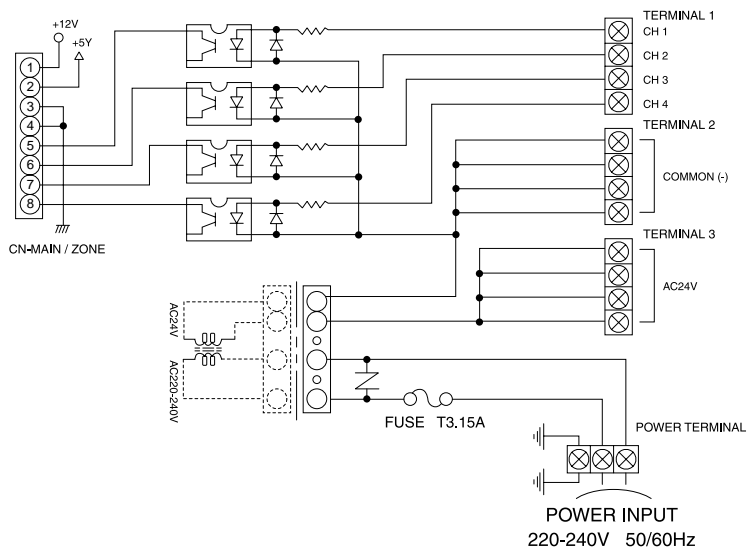 +12V
+5Y
1
2
3
4
5
6
7
8
CN-MAIN / ZONE
TERMINAL 1
CH 1
CH 2
CH 3
CH 4
TERMINAL 2
COMMON (-)
TERMINAL 3
AC24V
AC24V
AC220-240V
FUSE T3.15A
POWER TERMINAL
POWER INPUT
220-240V 50/60Hz